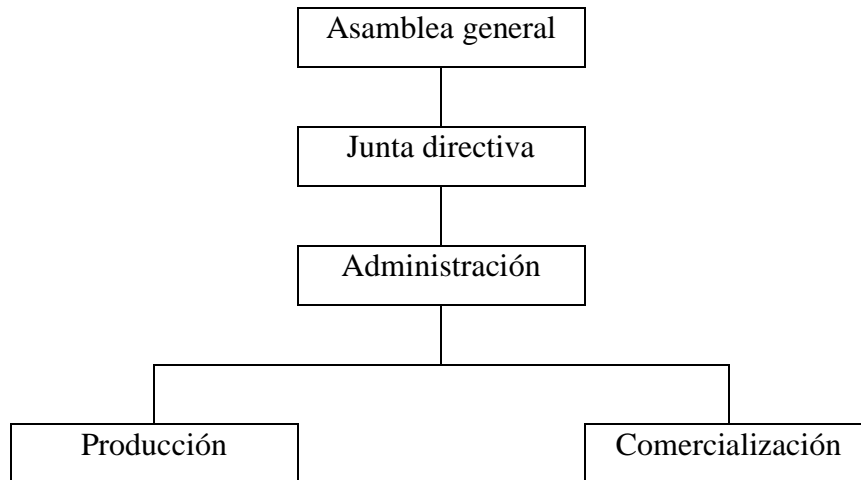 Asamblea general
Junta directiva
Administración
Producción
Comercialización